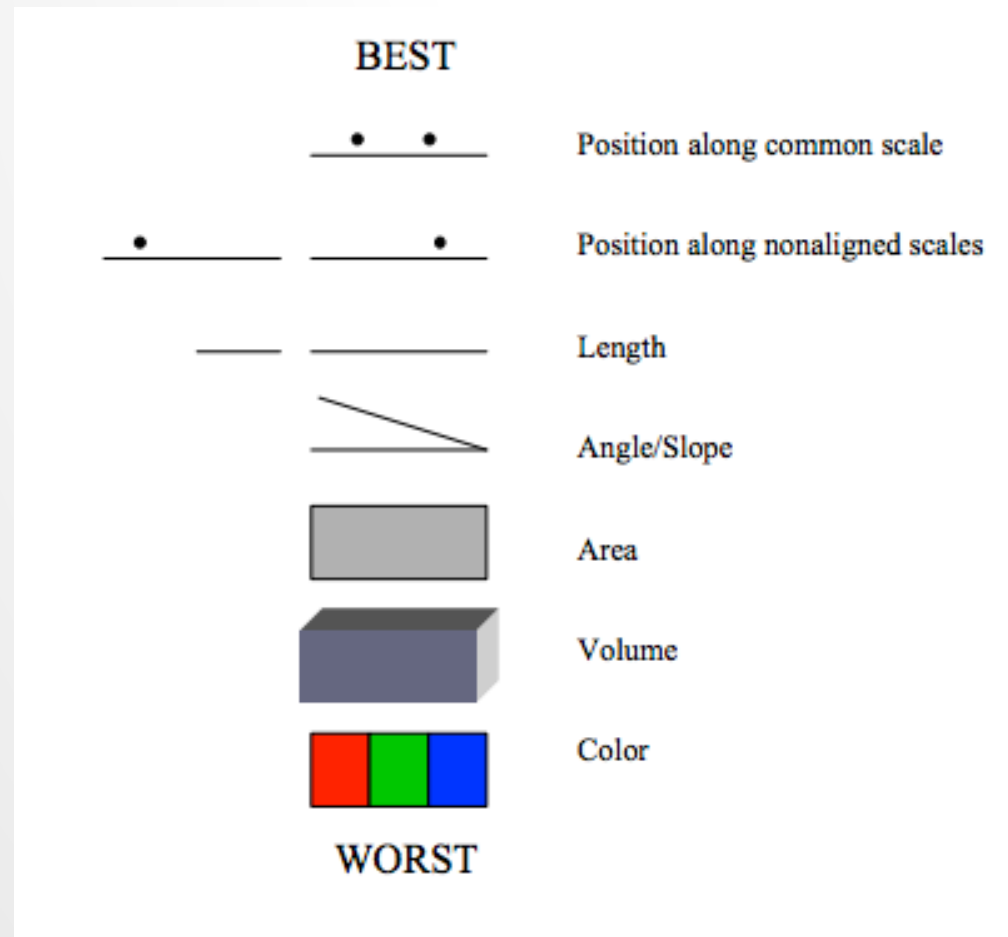 BEST
Position along common scale
Position along nonaligned scales
Length
Angle/Slope
Area
Volume
Color
WORST